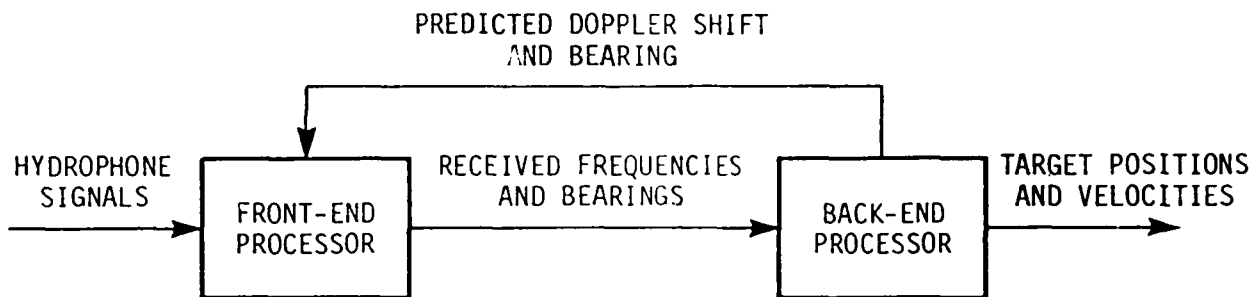 PREDICTED DOPPLER SHIFT
AND BEARING
HYDROPHONE
SIGNALS
FRONT-END
PROCESSOR
RECEIVED FREQUENCIES
AND BEARINGS
BACK-END
PROCESSOR
TARGET POSITIONS
AND VELOCITIES